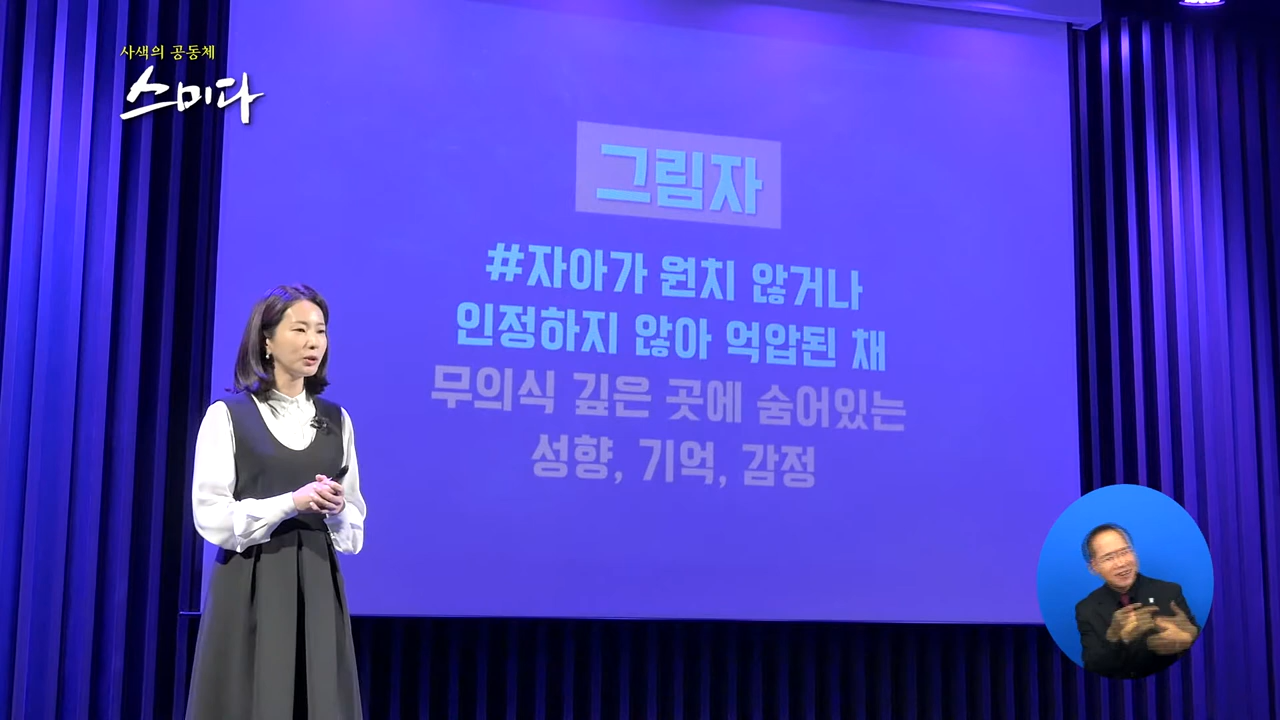 사색의 공동체
스미다
그림자
#자아가 원치 않거나
인정하지 않아 억압된 채
무의식 깊은 곳에 숨어있는
성향, 기억, 감정